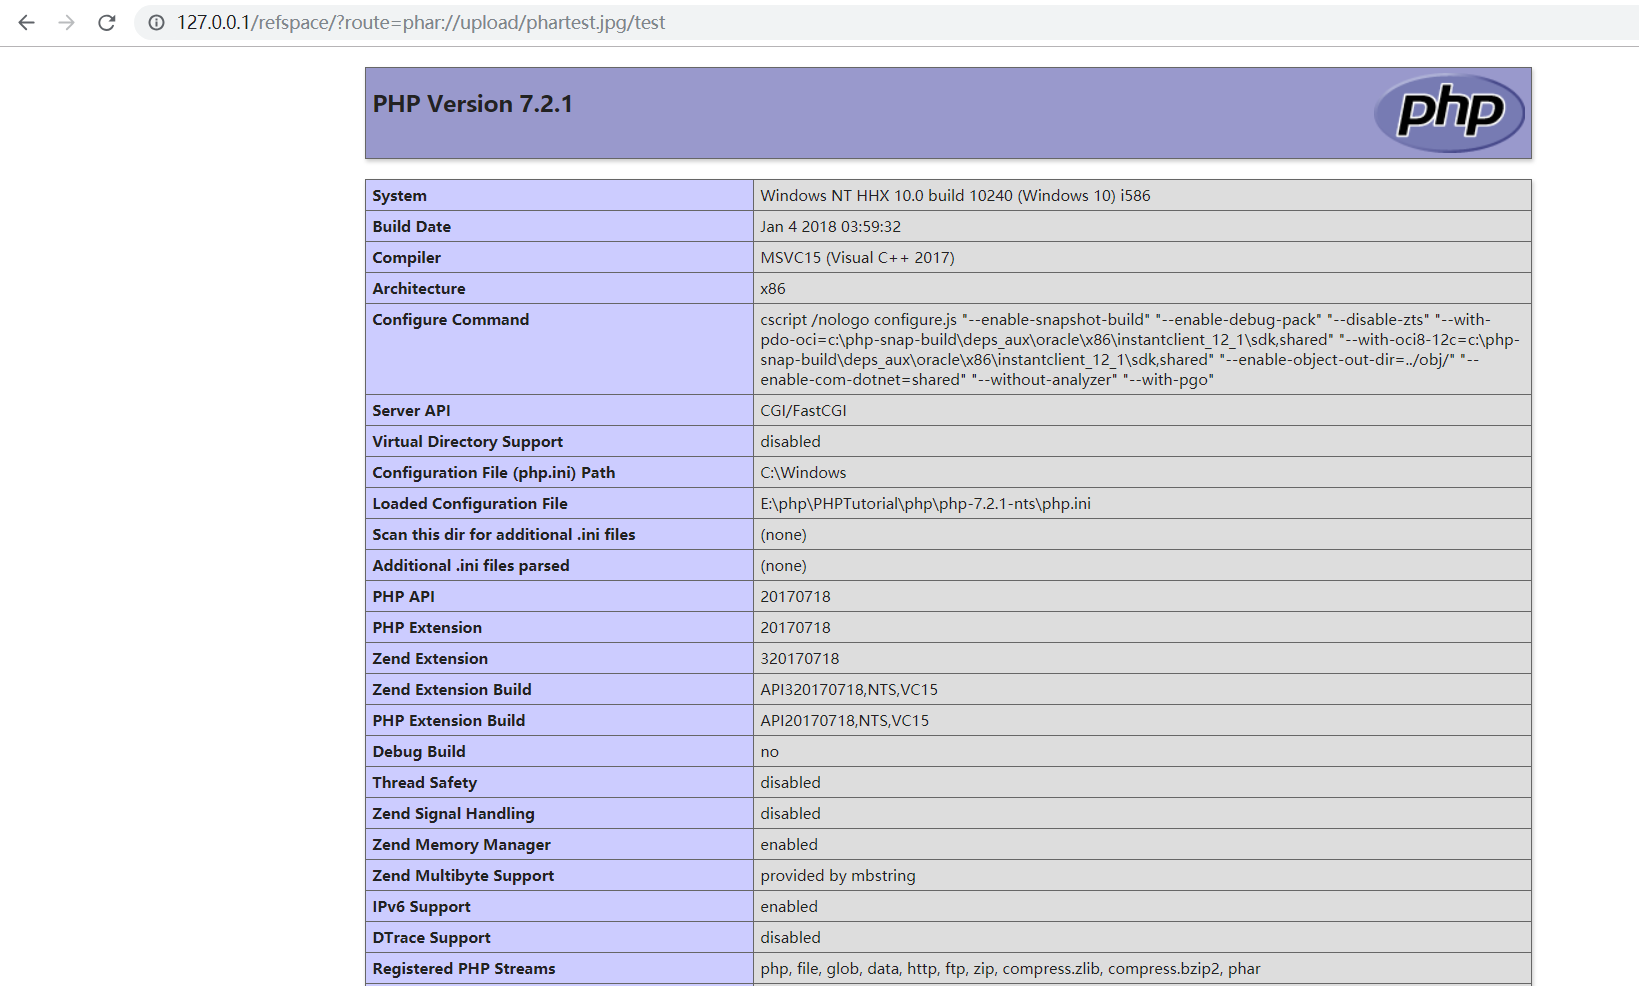 127.0.0.1/refspace/?route=phar://upload/phartest.jpg/test
PHP Version 7.2.1
php
System Windows NT HHX 10.0 build 10240 (Windows 10) i586
Build Date Jan 4 2018 03:59:32
Compiler MSVC15 (Visual C++ 2017)
Architecture x86
Configure Command cscript /nologo configure.js "--enable-snapshot-build" "--enable-debug-pack" "--disable-zts" "--with-
pdo-oci=c:\php-snap-build\deps_aux\oracle\x86\instantclient_12_1\sdk,shared" "--with-oci8-12c=c:\php-
snap-build\deps_aux\oracle\x86\instantclient_12_1\sdk,shared" "--enable-object-out-dir=../obj/" "--
enable-com-dotnet=shared" "--without-analyzer" "--with-pgo"
Server API CGI/FastCGI
Virtual Directory Support disabled
Configuration File (php.ini) Path C:\Windows
Loaded Configuration File E:\php\PHPTutorial\php\php-7.2.1-nts\php.ini
Scan this dir for additional .ini files (none)
Additional .ini files parsed (none)
PHP API 20170718
PHP Extension 20170718
Zend Extension 320170718
Zend Extension Build API320170718,NTS,VC15
PHP Extension Build API20170718,NTS,VC15
Debug Build no
Thread Safety disabled
Zend Signal Handling disabled
Zend Memory Manager enabled
Zend Multibyte Support provided by mbstring
IPv6 Support enabled
DTrace Support disabled
Registered PHP Streams php, file, glob, data, http, ftp, zip, compress.zlib, compress.bzip2, phar